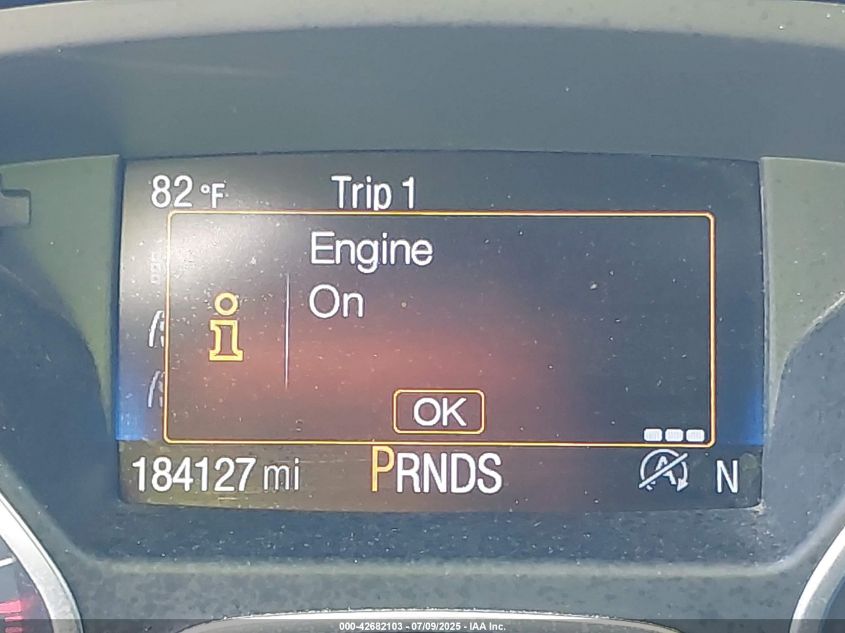 82 °F Trip 1
Engine
On
OK
184127 mi PRNDS A N
000-42682103 - 07/09/2025 - IAA Inc.